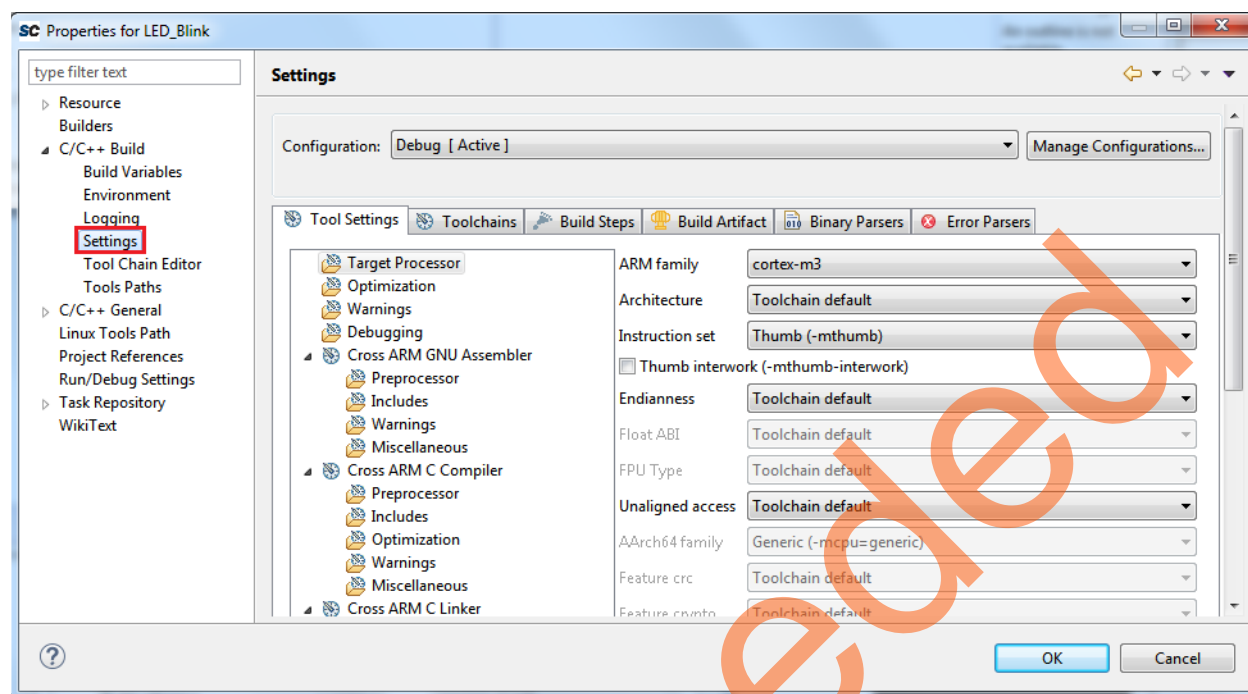 SC Properties for LED_Blink
type filter text
Resource
Builders
C/C++ Build
Build Variables
Environment
Logging
Settings
Tool Chain Editor
Tools Paths
C/C++ General
Linux Tools Path
Project References
Run/Debug Settings
Task Repository
WikiText
Settings
Configuration: Debug [ Active ] Manage Configurations...
Tool Settings Toolchains Build Steps Build Artifact Binary Parsers Error Parsers
Target Processor
Optimization
Warnings
Debugging
Cross ARM GNU Assembler
Preprocessor
Includes
Warnings
Miscellaneous
Cross ARM C Compiler
Preprocessor
Includes
Optimization
Warnings
Miscellaneous
Cross ARM C Linker
ARM family cortex-m3
Architecture Toolchain default
Instruction set Thumb (-mthumb)
Thumb interwork (-mthumb-interwork)
Endianness Toolchain default
Float ABI Toolchain default
FPU Type Toolchain default
Unaligned access Toolchain default
AArch64 family Generic (-mcpu=generic)
Feature crc Toolchain default
Feature crypto Toolchain default
OK Cancel
eded